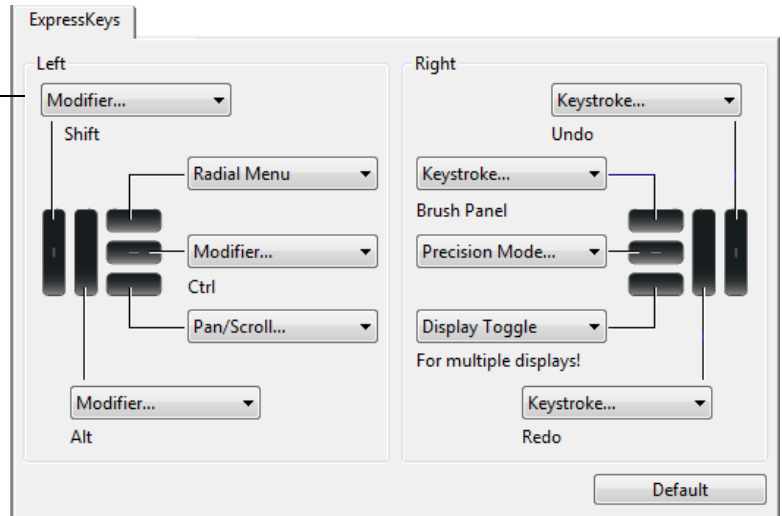 ExpressKeys
Left
Modifier...
Shift
Radial Menu
Modifier...
Ctrl
Pan/Scroll...
Modifier...
Alt
Right
Keystroke...
Undo
Keystroke...
Brush Panel
Precision Mode...
Display Toggle
For multiple displays!
Keystroke...
Redo
Default